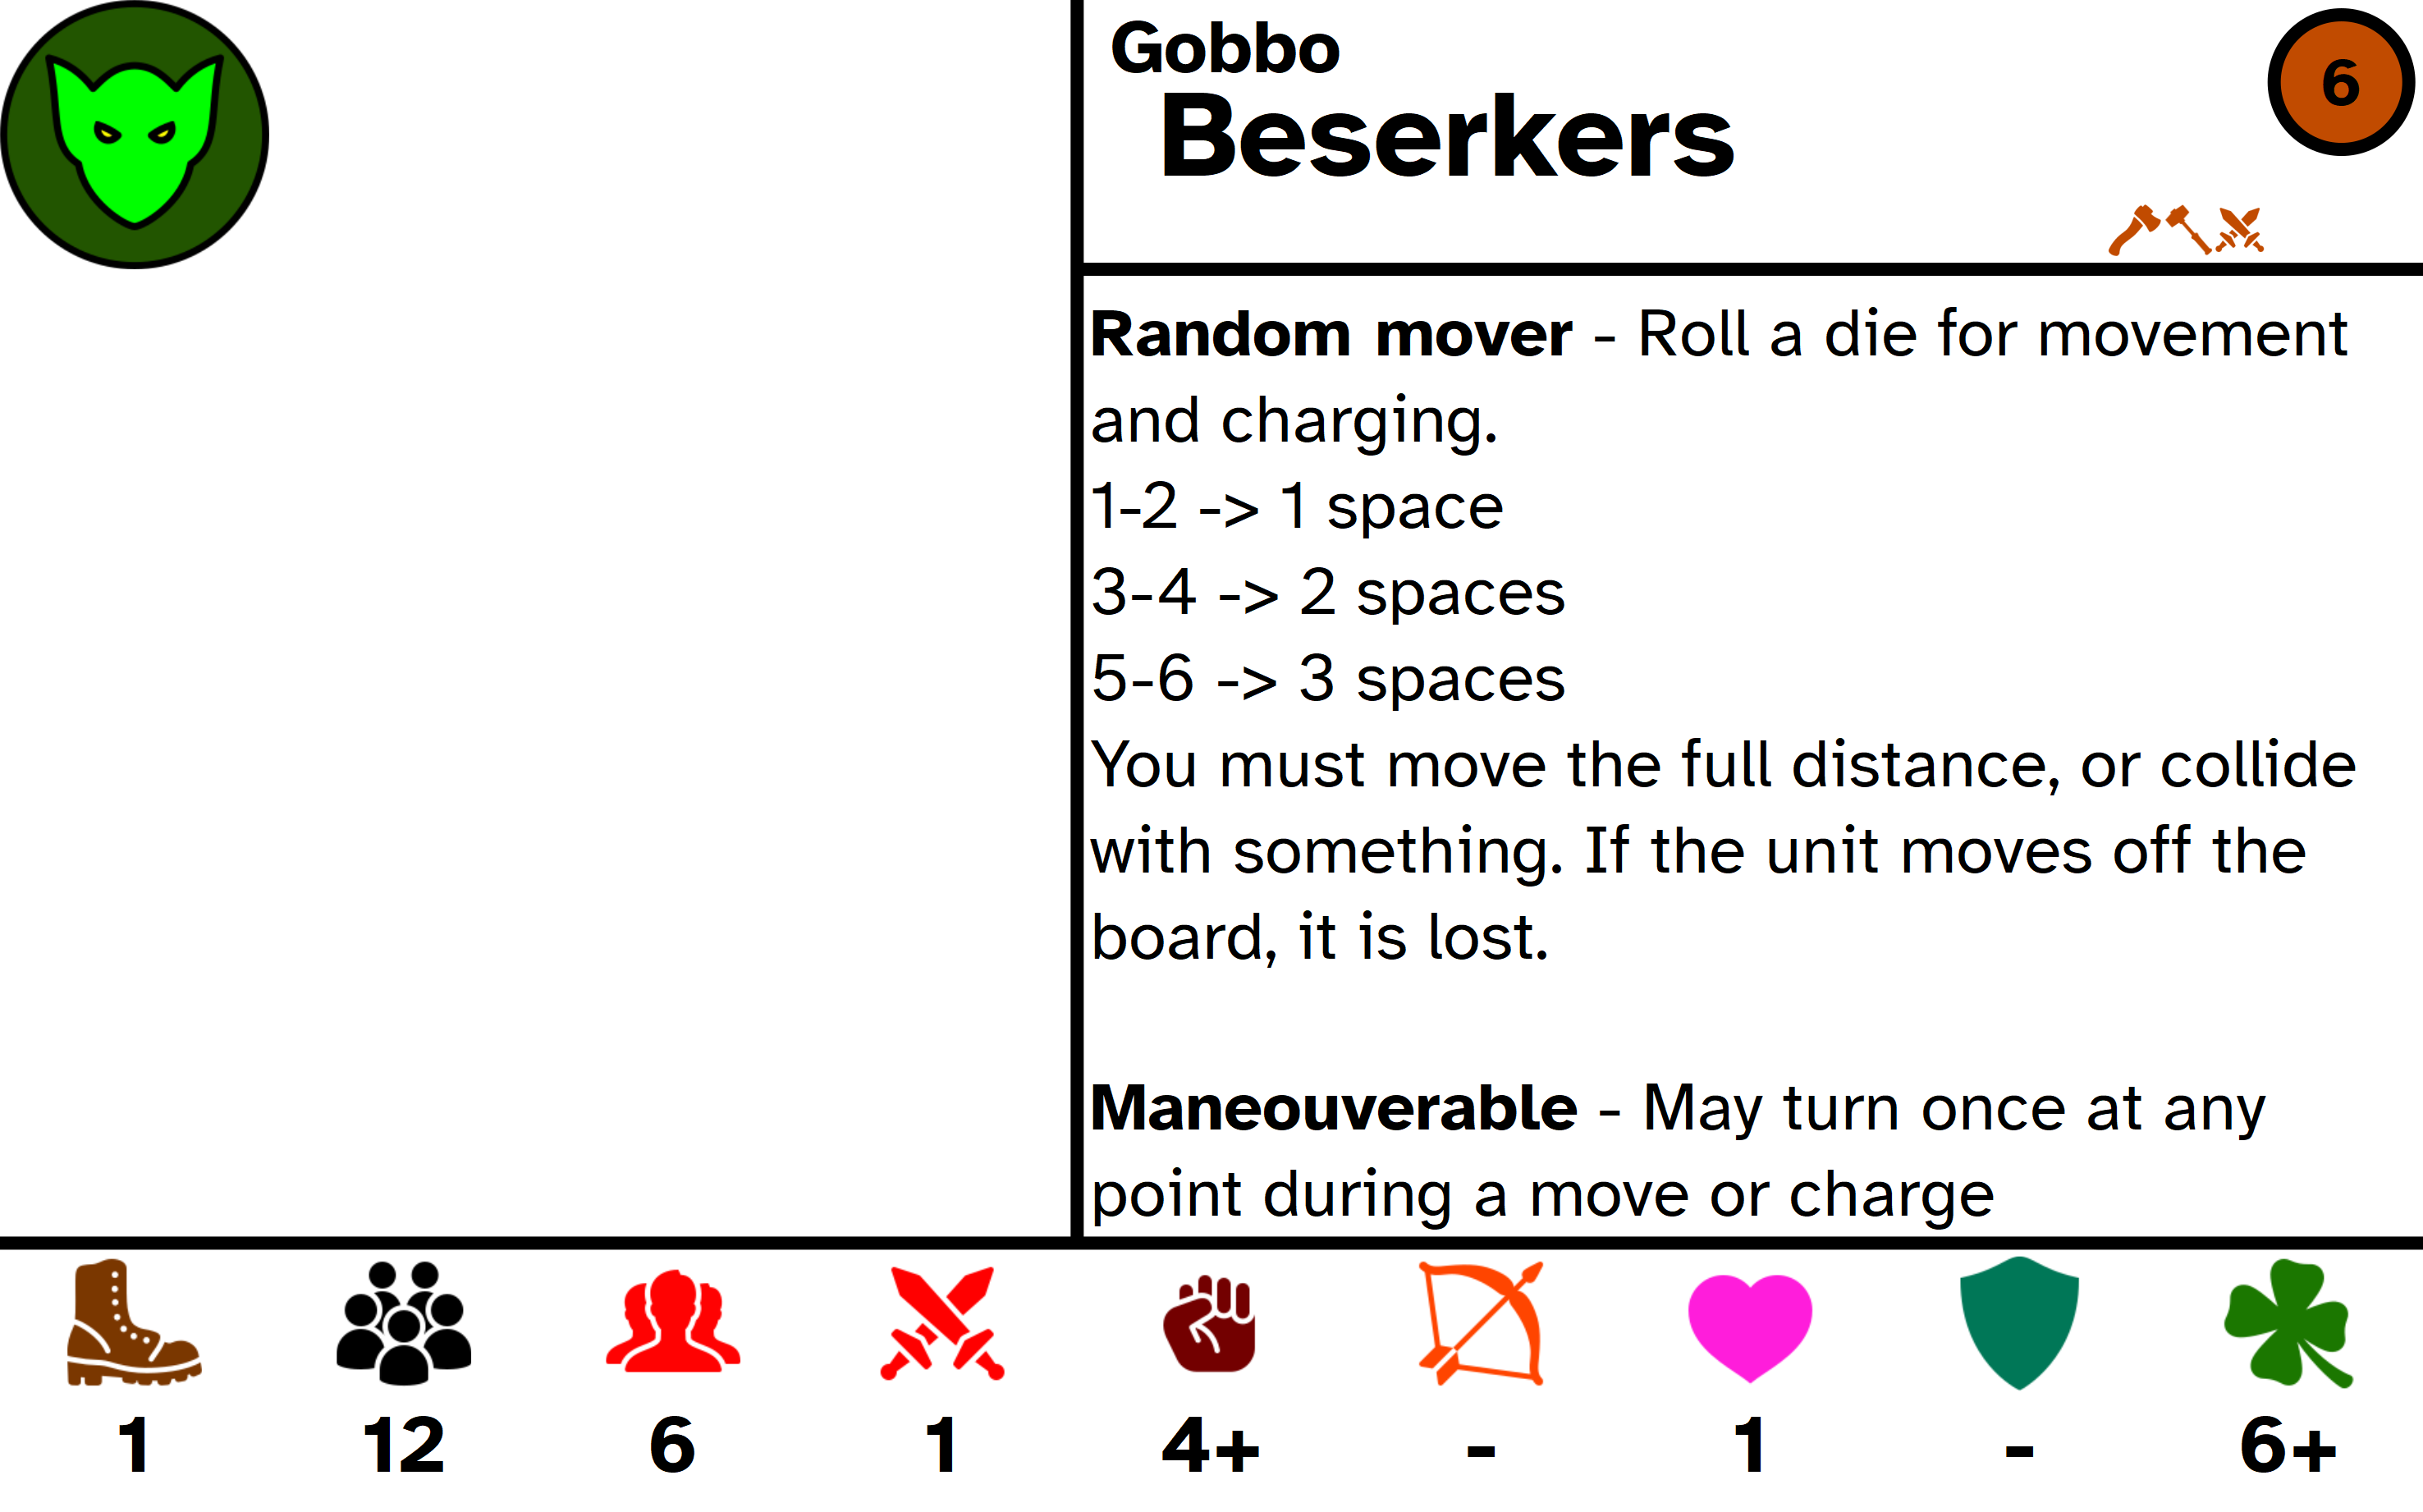 Gobbo
Beserkers
6
Random mover - Roll a die for movement
and charging.
1-2 -> 1 space
3-4 -> 2 spaces
5-6 -> 3 spaces
You must move the full distance, or collide
with something. If the unit moves off the
board, it is lost.
Maneouverable - May turn once at any
point during a move or charge
1 12 6 1 4+ - 1 - 6+